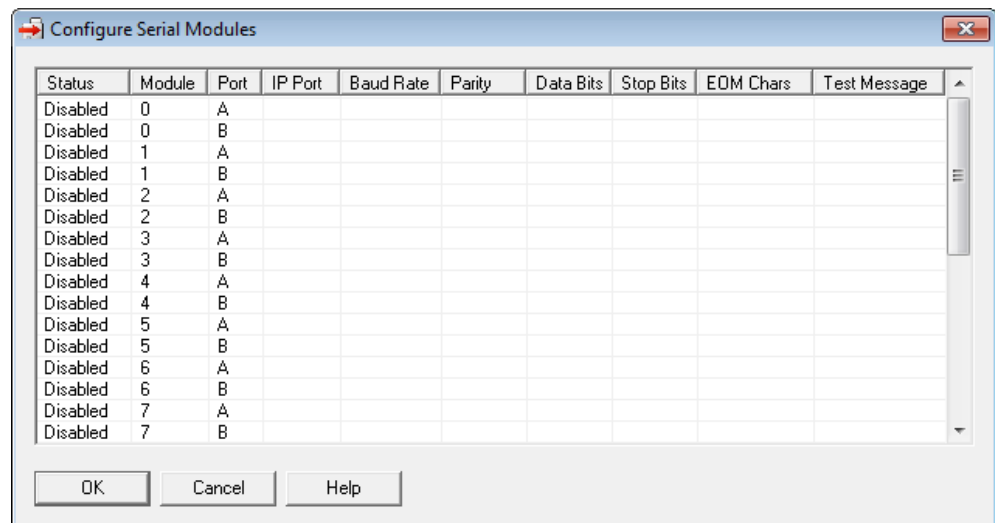 Configure Serial Modules
Status Module Port IP Port Baud Rate Parity Data Bits Stop Bits EOM Chars Test Message
Disabled 0 A
Disabled 0 B
Disabled 1 A
Disabled 1 B
Disabled 2 A
Disabled 2 B
Disabled 3 A
Disabled 3 B
Disabled 4 A
Disabled 4 B
Disabled 5 A
Disabled 5 B
Disabled 6 A
Disabled 6 B
Disabled 7 A
Disabled 7 B
OK Cancel Help